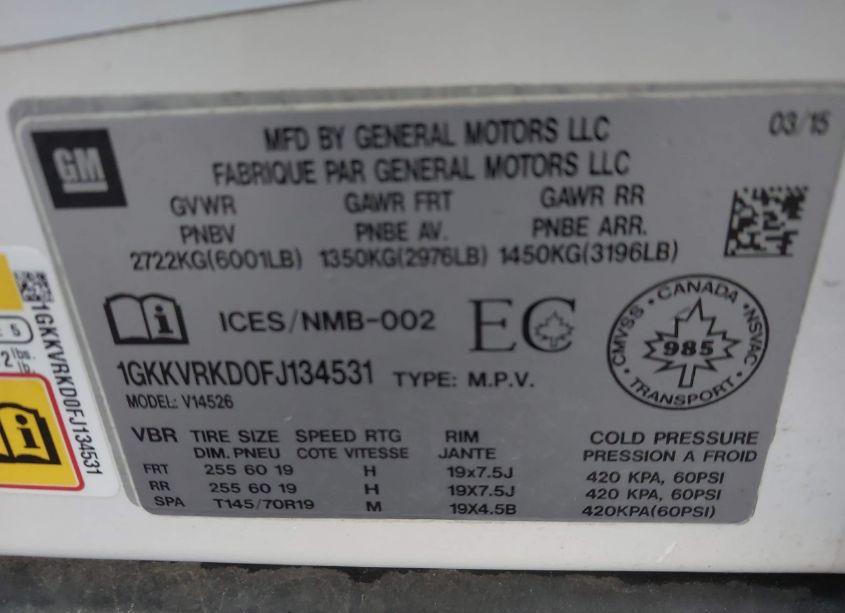 03/15
GM
MFD BY GENERAL MOTORS LLC
FABRIQUE PAR GENERAL MOTORS LLC
GVWR GAWR FRT GAWR RR
PNBV PNBE AV. PNBE ARR.
2722KG(6001LB) 1350KG(2976LB) 1450KG(3196LB)
ICES/NMB-002 EC
CANADA
CMVSS 985 NSVAC
TRANSPORT
1GKKVRKD0FJ134531 TYPE: M.P.V.
MODEL: V14526
VBR TIRE SIZE SPEED RTG RIM COLD PRESSURE
DIM.PNEU COTE VITESSE JANTE PRESSION A FROID
FRT 255 60 19 H 19x7.5J 420 KPA, 60PSI
RR 255 60 19 H 19X7.5J 420 KPA, 60PSI
SPA T145/70R19 M 19X4.5B 420KPA(60PSI)
1GKKVRKD0FJ134531
5
2 lbs.